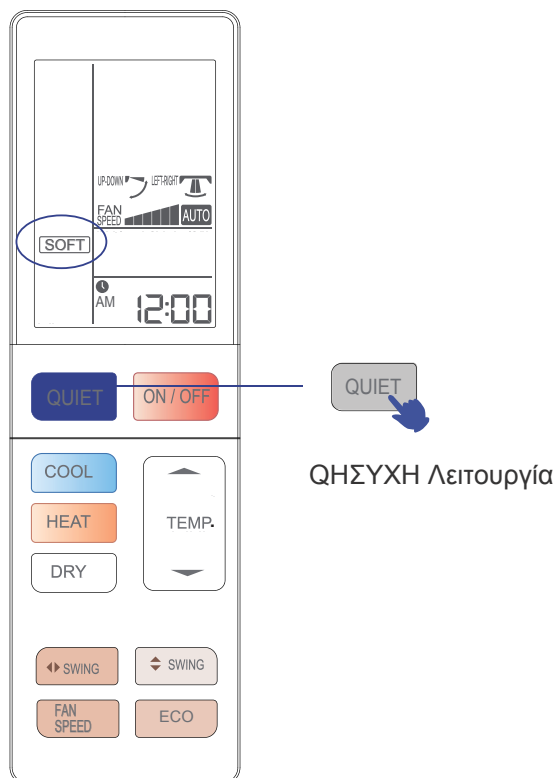 UP-DOWN LEFT-RIGHT
FAN
SPEED AUTO
SOFT
AM 12:00
QUIET ON / OFF QUIET
QΗΣΥΧΗ Λειτουργία
COOL
HEAT TEMP.
DRY
SWING SWING
FAN
SPEED ECO